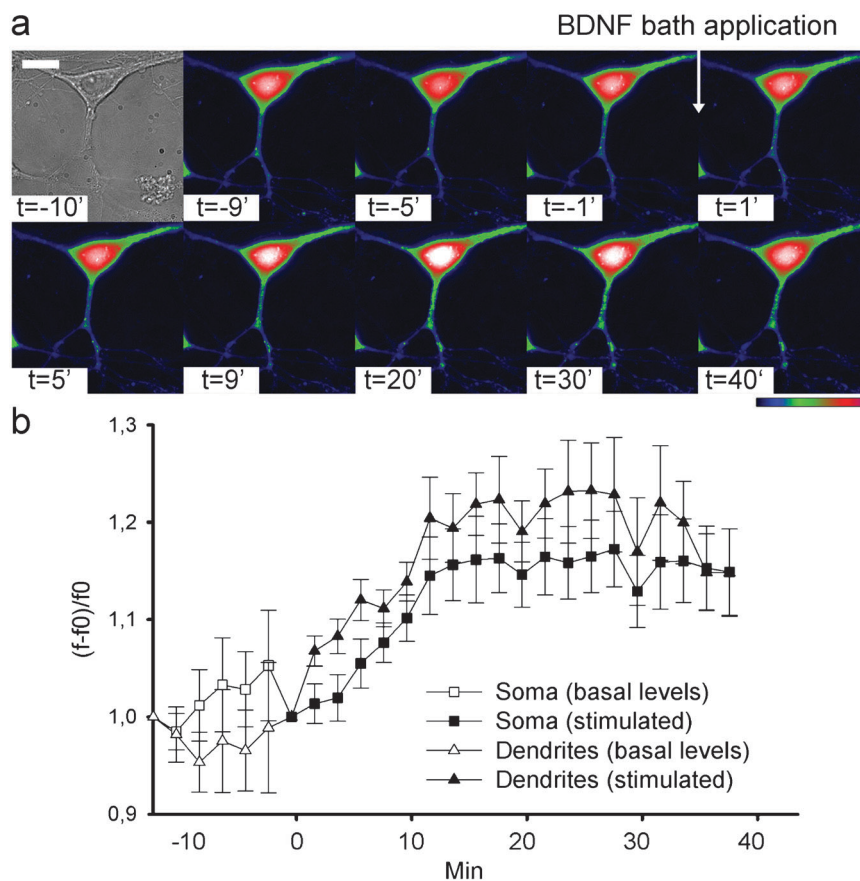 a
BDNF bath application
t=-10’
t=-9’
t=-5’
t=-1’
t=1’
t=5’
t=9’
t=20’
t=30’
t=40‘
b
1,3
1,2
1,1
1,0
0,9
(f-f0)/f0
Soma (basal levels)
Soma (stimulated)
Dendrites (basal levels)
Dendrites (stimulated)
-10
0
10
20
30
40
Min